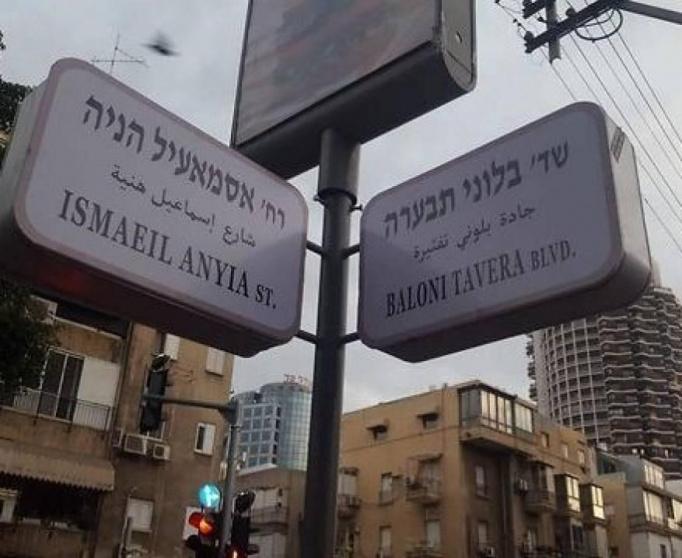 רח' אסמאעיל הניה
شارع إسماعيل هنية
ISMAEIL ANYIA ST.
שד' בלוני תבערה
جادة بلوني تفتيرة
BALONI TAVERA BLVD.